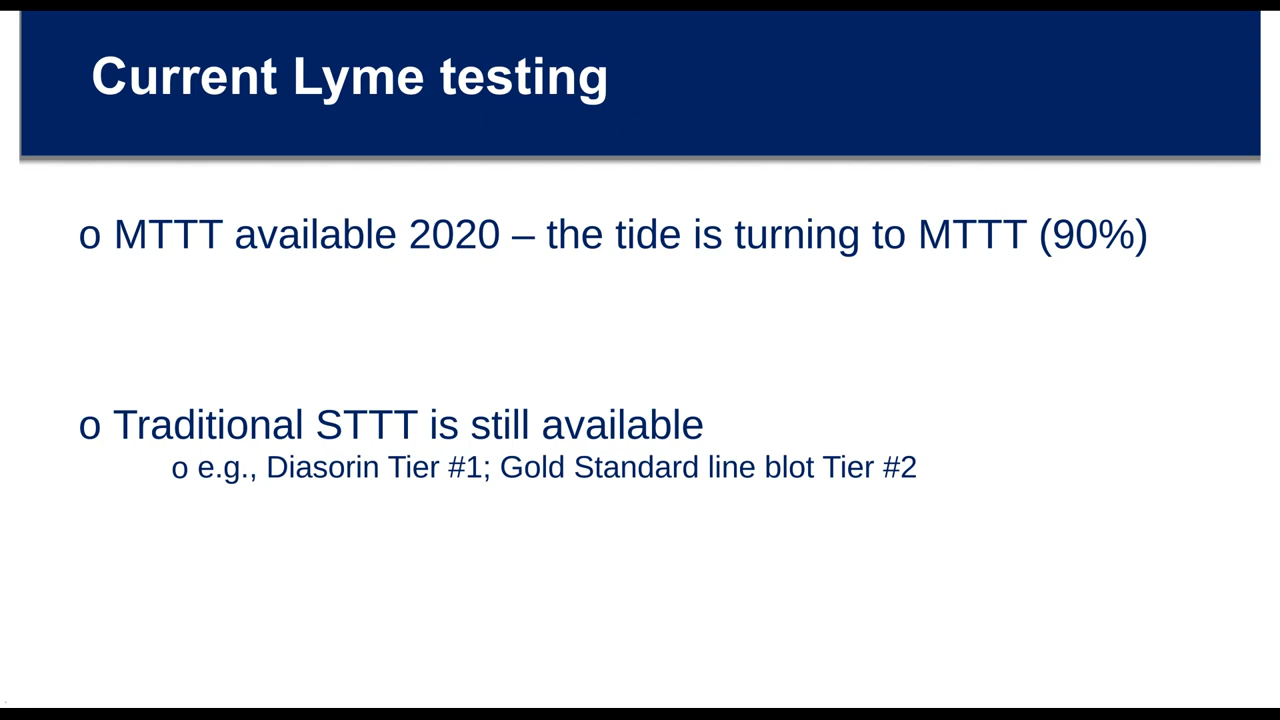 Current Lyme testing
o MTTT available 2020 – the tide is turning to MTTT (90%)
o Traditional STTT is still available
o e.g., Diasorin Tier #1; Gold Standard line blot Tier #2